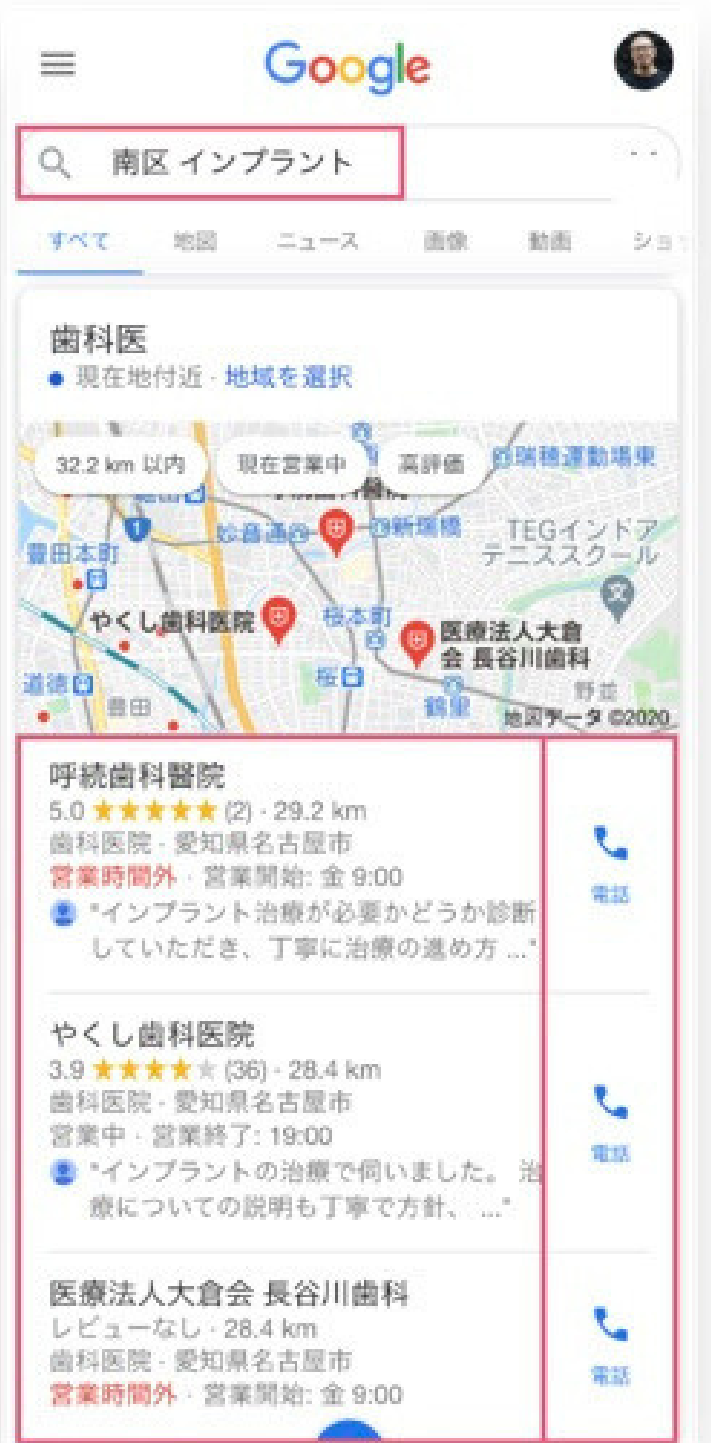 Google
南区 インプラント
すべて 地図 ニュース 画像 動画 ショッ
歯科医
現在地付近 · 地域を選択
32.2 km 以内 現在営業中 高評価
瑞穂運動場東
妙音通 新瑞橋
TEGインドア
テニススクール
1
豊田本町
文
やくし歯科医院
桜本町
医療法人大倉
会 長谷川歯科
道徳
豊田
桜
鶴里
野並
地図データ ©2020
呼続歯科醫院
5.0 ★★★★★ (2) · 29.2 km
歯科医院 · 愛知県名古屋市
営業時間外 · 営業開始: 金 9:00
"インプラント治療が必要かどうか診断
していただき、丁寧に治療の進め方 ..."
電話
やくし歯科医院
3.9 ★★★★★ (36) · 28.4 km
歯科医院 · 愛知県名古屋市
営業中 · 営業終了: 19:00
"インプラントの治療で伺いました。 治
療についての説明も丁寧で方針、 ..."
電話
医療法人大倉会 長谷川歯科
レビューなし · 28.4 km
歯科医院 · 愛知県名古屋市
営業時間外 · 営業開始: 金 9:00
電話